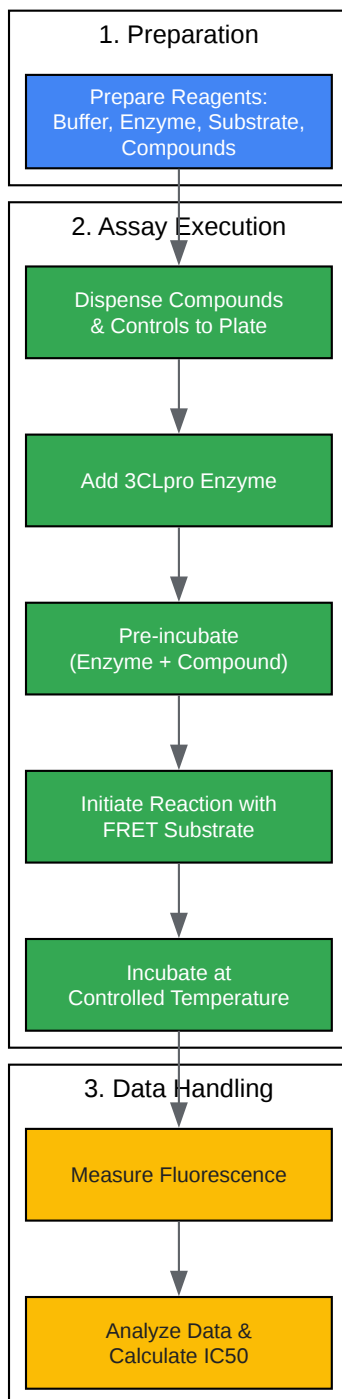 1. Preparation
Prepare Reagents:
Buffer, Enzyme, Substrate,
Compounds
2. Assay Execution
Dispense Compounds
& Controls to Plate
Add 3CLpro Enzyme
Pre-incubate
(Enzyme + Compound)
Initiate Reaction with
FRET Substrate
Incubate at
Controlled Temperature
3. Data Handling
Measure Fluorescence
Analyze Data &
Calculate IC50